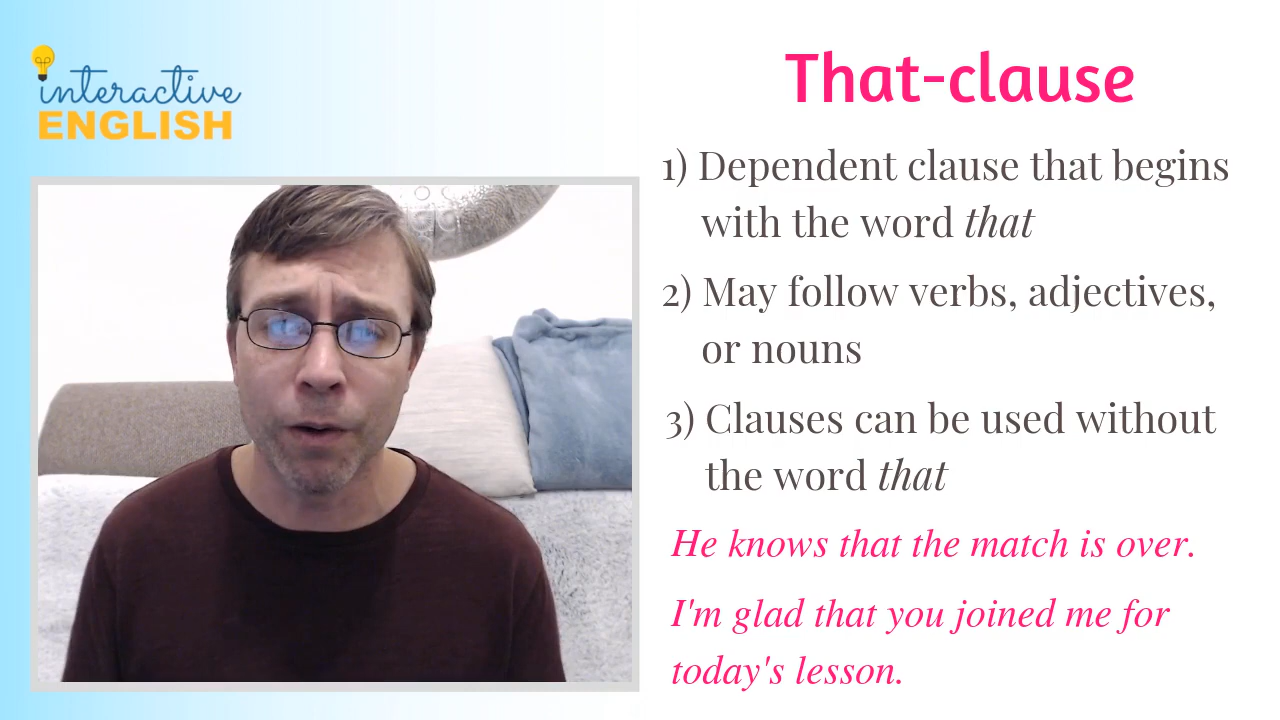 interactive
ENGLISH
That-clause
1) Dependent clause that begins
with the word that
2) May follow verbs, adjectives,
or nouns
3) Clauses can be used without
the word that
He knows that the match is over.
I'm glad that you joined me for
today's lesson.